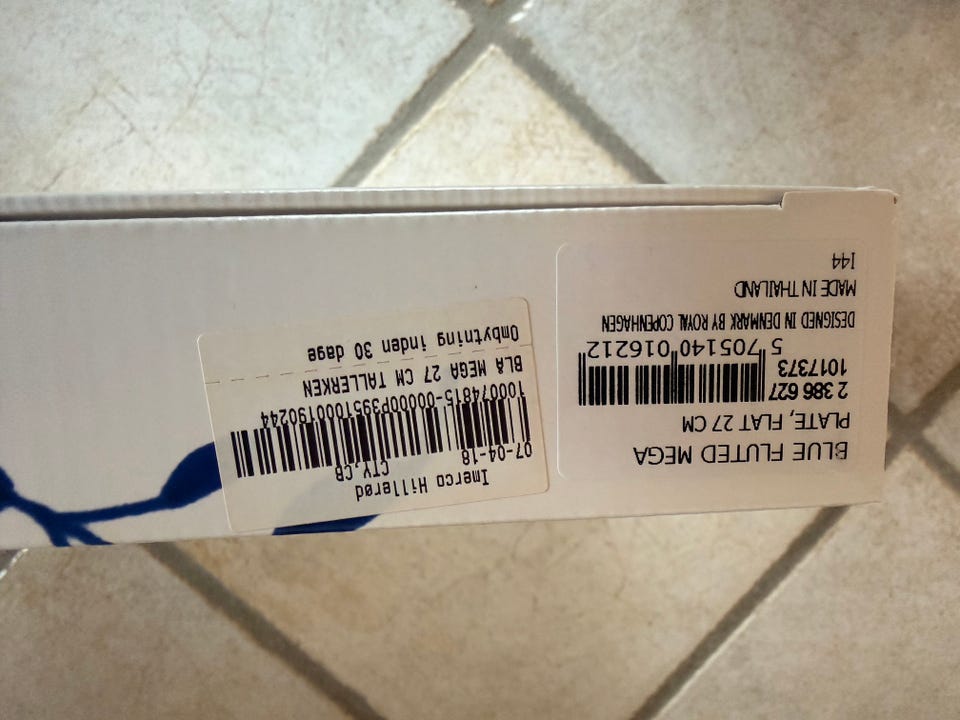 BLUE FLUTED MEGA
PLATE, FLAT 27 CM
2 386 627
1017373
5 705140 016212
DESIGNED IN DENMARK BY ROYAL COPENHAGEN
MADE IN THAILAND
I44
Imerco Hillerød
07-04-18 CTY,CB
100074815-00000P3951000190244
BLÅ MEGA 27 CM TALLERKEN
Ombytning inden 30 dage